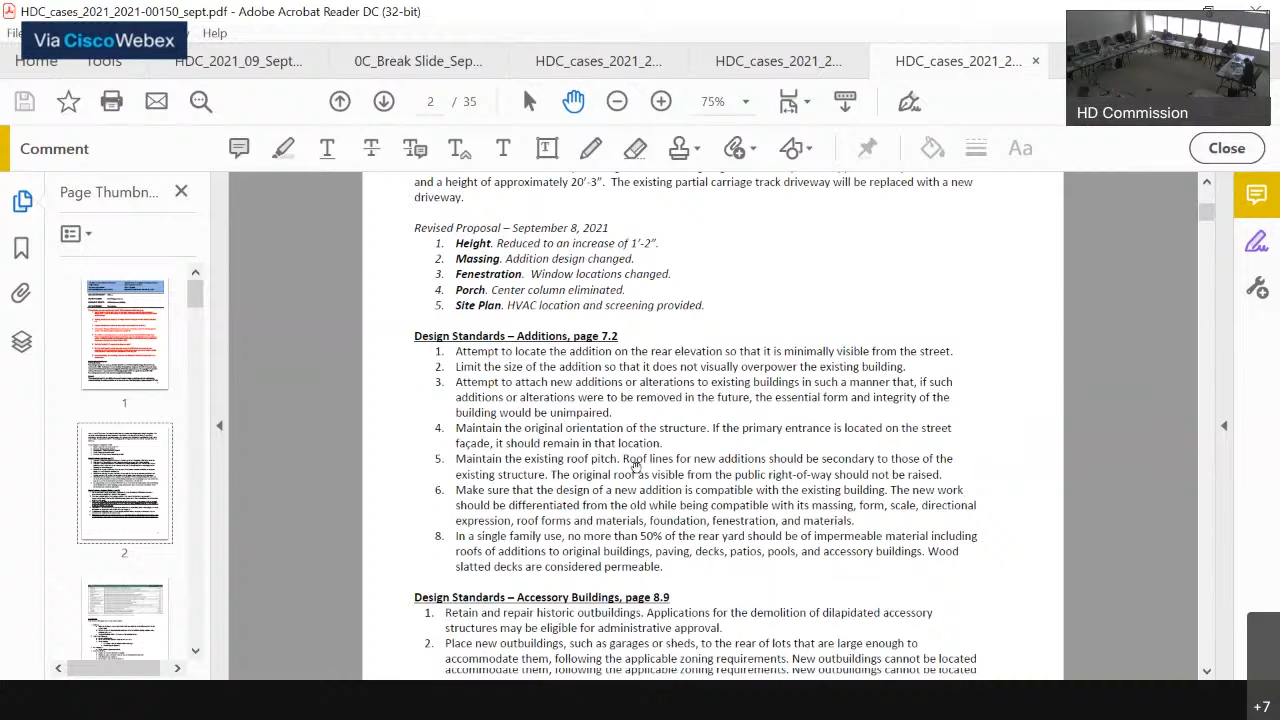 HDC_cases_2021_2021-00150_sept.pdf - Adobe Acrobat Reader DC (32-bit)
Help
Via Cisco Webex
Home Tools HDC_2021_09_Sept... 0C_Break Slide_Sep... HDC_cases_2021_2... HDC_cases_2021_2... HDC_cases_2021_2... ×
2 / 35 75%
HD Commission
Comment
Aa
Close
Page Thumbn...
1
2
and a height of approximately 20'-3". The existing partial carriage track driveway will be replaced with a new
driveway.
Revised Proposal – September 8, 2021
1. Height. Reduced to an increase of 1'-2".
2. Massing. Addition design changed.
3. Fenestration. Window locations changed.
4. Porch. Center column eliminated.
5. Site Plan. HVAC location and screening provided.
Design Standards – Additions, page 7.2
1. Attempt to locate the addition on the rear elevation so that it is minimally visible from the street.
2. Limit the size of the addition so that it does not visually overpower the existing building.
3. Attempt to attach new additions or alterations to existing buildings in such a manner that, if such
additions or alterations were to be removed in the future, the essential form and integrity of the
building would be unimpaired.
4. Maintain the original orientation of the structure. If the primary entrance is located on the street
façade, it should remain in that location.
5. Maintain the existing roof pitch. Roof lines for new additions should be secondary to those of the
existing structure. The original roof as visible from the public right-of-way should not be raised.
6. Make sure that the design of a new addition is compatible with the existing building. The new work
should be differentiated from the old while being compatible with its massing, form, scale, directional
expression, roof forms and materials, foundation, fenestration, and materials.
8. In a single family use, no more than 50% of the rear yard should be of impermeable material including
roofs of additions to original buildings, paving, decks, patios, pools, and accessory buildings. Wood
slatted decks are considered permeable.
Design Standards – Accessory Buildings, page 8.9
1. Retain and repair historic outbuildings. Applications for the demolition of dilapidated accessory
structures may be eligible for administrative approval.
2. Place new outbuildings, such as garages or sheds, to the rear of lots that are large enough to
accommodate them, following the applicable zoning requirements. New outbuildings cannot be located
+7